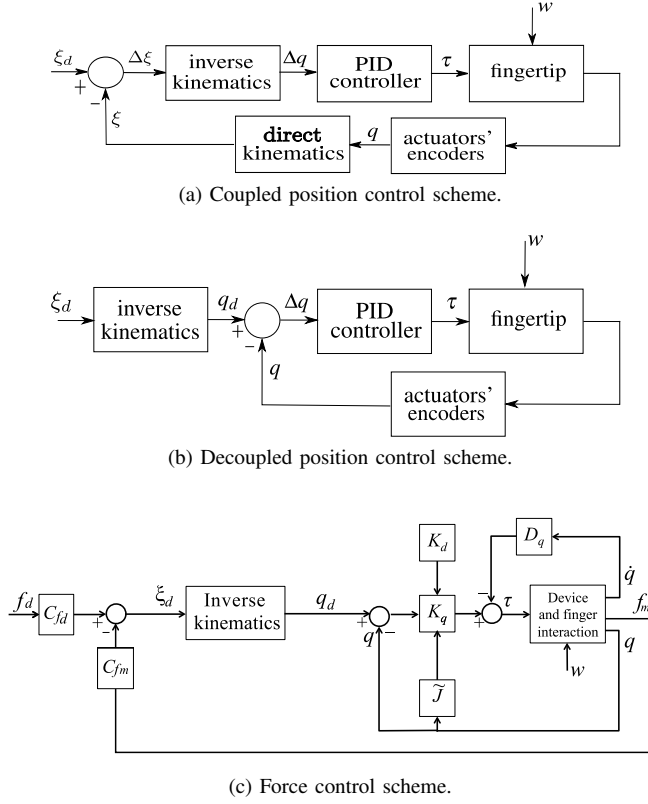 w
ξd
+
−
Δξ
inverse
kinematics
Δq
PID
controller
τ
fingertip
ξ
direct
kinematics
q
actuators'
encoders
(a) Coupled position control scheme.
w
ξd
inverse
kinematics
qd
+
−
Δq
PID
controller
τ
fingertip
q
actuators'
encoders
(b) Decoupled position control scheme.
Kd
Dq
q̇
fd
Cfd
+
−
ξd
Inverse
kinematics
qd
+
−
q
Kq
−
+
τ
Device
and finger
interaction
fm
q
w
Cfm
J̃
(c) Force control scheme.